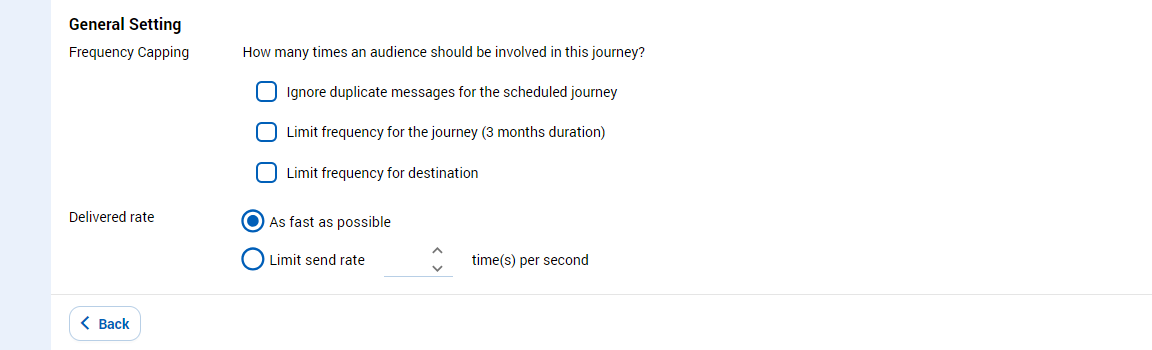 General Setting
Frequency Capping How many times an audience should be involved in this journey?
Ignore duplicate messages for the scheduled journey
Limit frequency for the journey (3 months duration)
Limit frequency for destination
Delivered rate As fast as possible
Limit send rate time(s) per second
Back